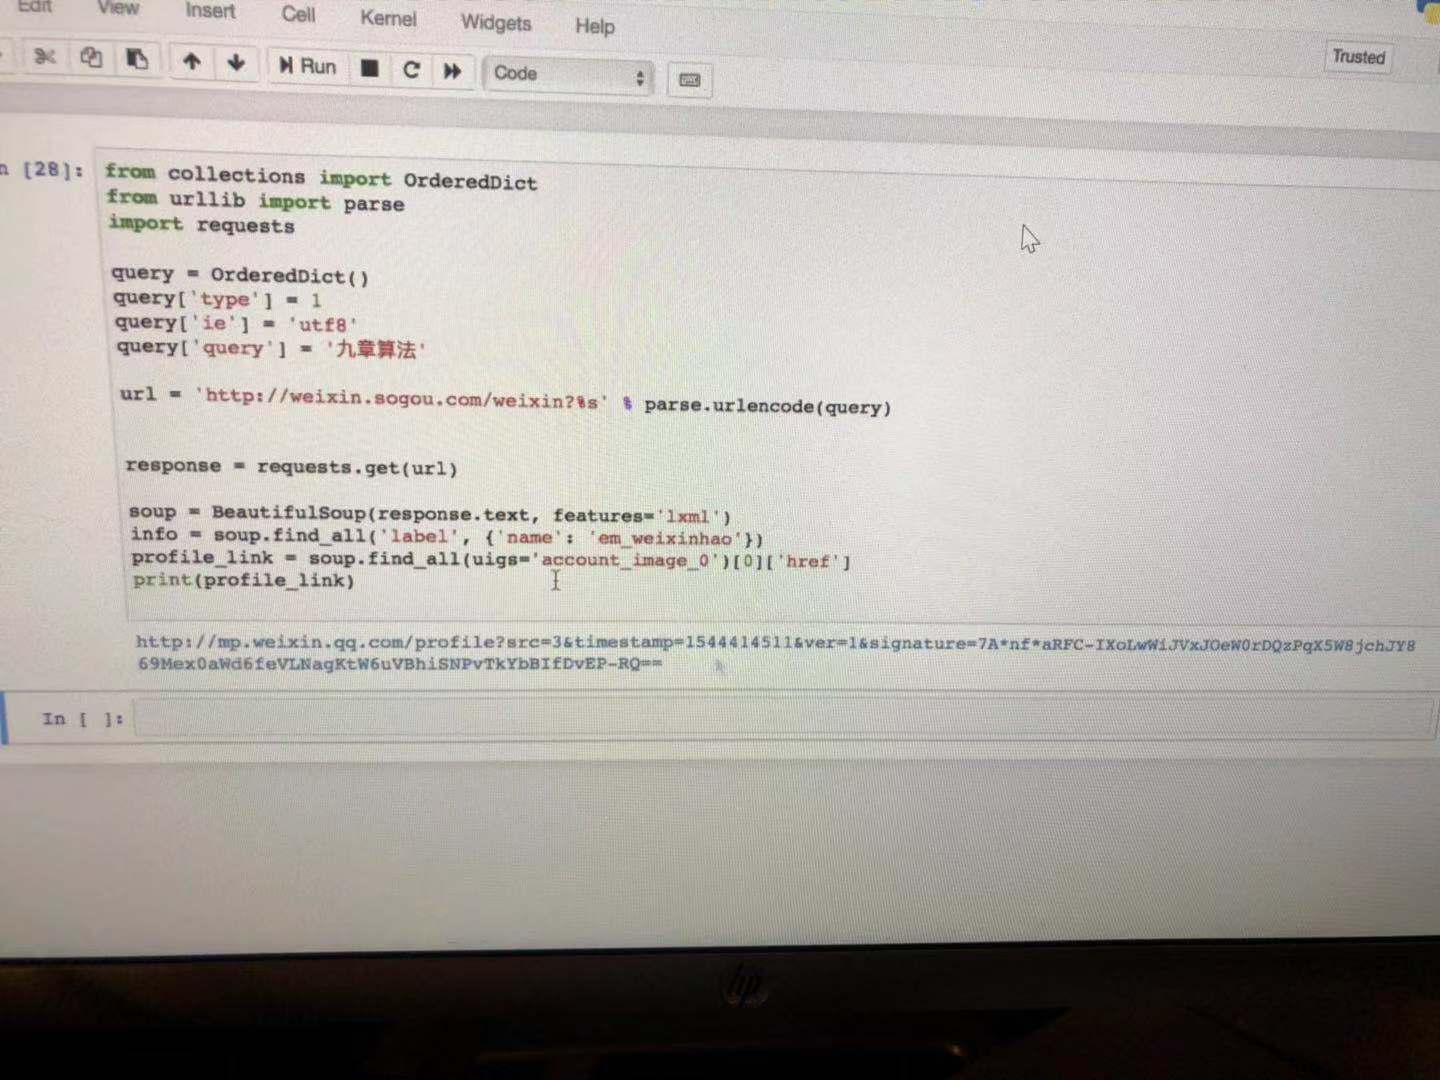 Edit View Insert Cell Kernel Widgets Help
Run Code Trusted
n [28]:
from collections import OrderedDict
from urllib import parse
import requests
query = OrderedDict()
query['type'] = 1
query['ie'] = 'utf8'
query['query'] = '九章算法'
url = 'http://weixin.sogou.com/weixin?%s' % parse.urlencode(query)
response = requests.get(url)
soup = BeautifulSoup(response.text, features='lxml')
info = soup.find_all('label', {'name': 'em_weixinhao'})
profile_link = soup.find_all(uigs='account_image_0')[0]['href']
print(profile_link)
http://mp.weixin.qq.com/profile?src=3&timestamp=1544414511&ver=1&signature=7A*nf*aRFC-IXoLwWiJVxJOeW0rDQzPqX5W8jchJY8
69Mex0aWd6feVLNagKtW6uVBhiSNPvTkYbBIfDvEP-RQ==
In [ ]:
hp